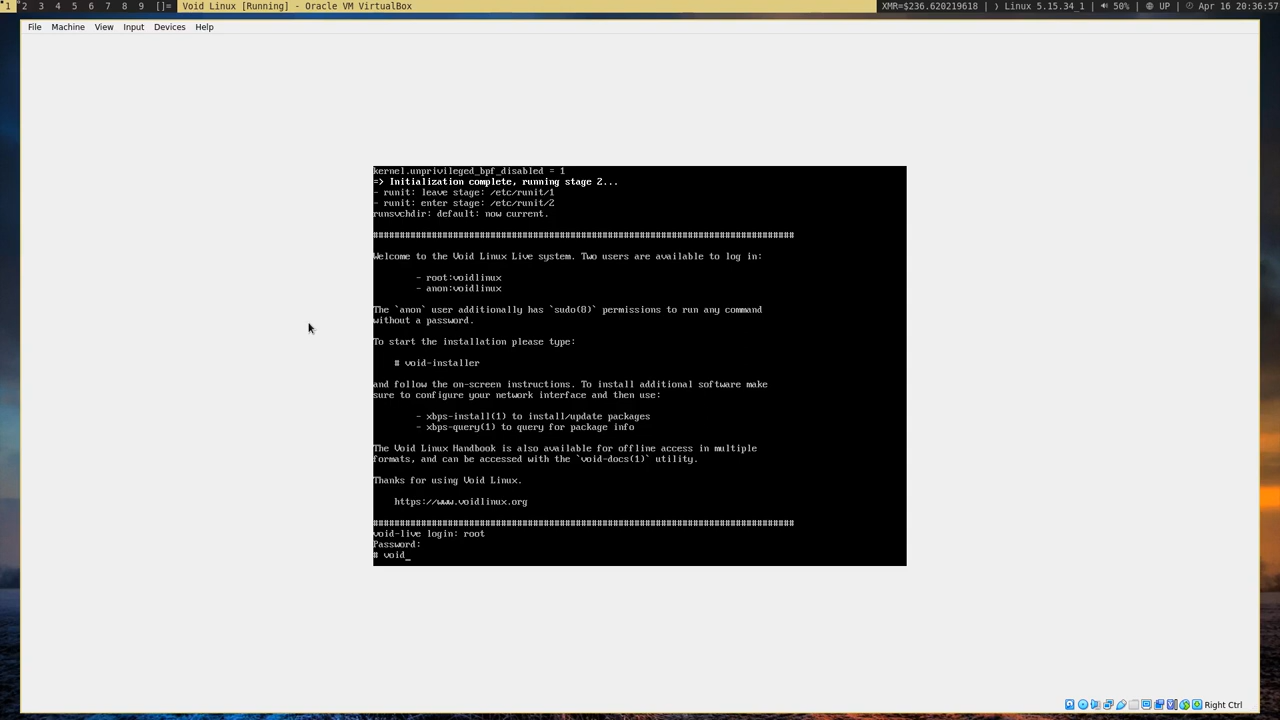 *1 *2 3 4 5 6 7 8 9 []= Void Linux [Running] - Oracle VM VirtualBox XMR=$236.620219618 | ) Linux 5.15.34_1 | 50% | UP | Apr 16 20:36:57
File Machine View Input Devices Help
kernel.unprivileged_bpf_disabled = 1
=> Initialization complete, running stage 2...
- runit: leave stage: /etc/runit/1
- runit: enter stage: /etc/runit/2
runsvchdir: default: now current.
###############################################################################
Welcome to the Void Linux Live system. Two users are available to log in:
- root:voidlinux
- anon:voidlinux
The `anon` user additionally has `sudo(8)` permissions to run any command
without a password.
To start the installation please type:
# void-installer
and follow the on-screen instructions. To install additional software make
sure to configure your network interface and then use:
- xbps-install(1) to install/update packages
- xbps-query(1) to query for package info
The Void Linux Handbook is also available for offline access in multiple
formats, and can be accessed with the `void-docs(1)` utility.
Thanks for using Void Linux.
https://www.voidlinux.org
###############################################################################
void-live login: root
Password:
# void_
Right Ctrl